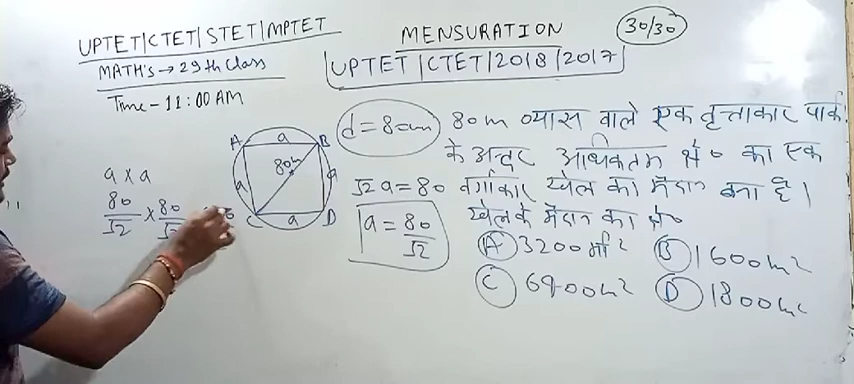 UPTET|CTET|STET|MPTET
MATH's → 29th Class
Time - 11:00 AM
MENSURATION
30/30
UPTET|CTET|2018|2017
A a B
80m
a a
C a D
a x a
80/√2 x 80/√2
d = 80m
√2 a = 80
a = 80/√2
80m व्यास वाले एक वृत्ताकार पार्क
के अन्दर अधिकतम क्षे० का एक
वर्गाकार खेल का मैदान बना है।
खेल के मैदान का क्षे०
A 3200 मी²
B 1600m²
C 6400m²
D 1800m²